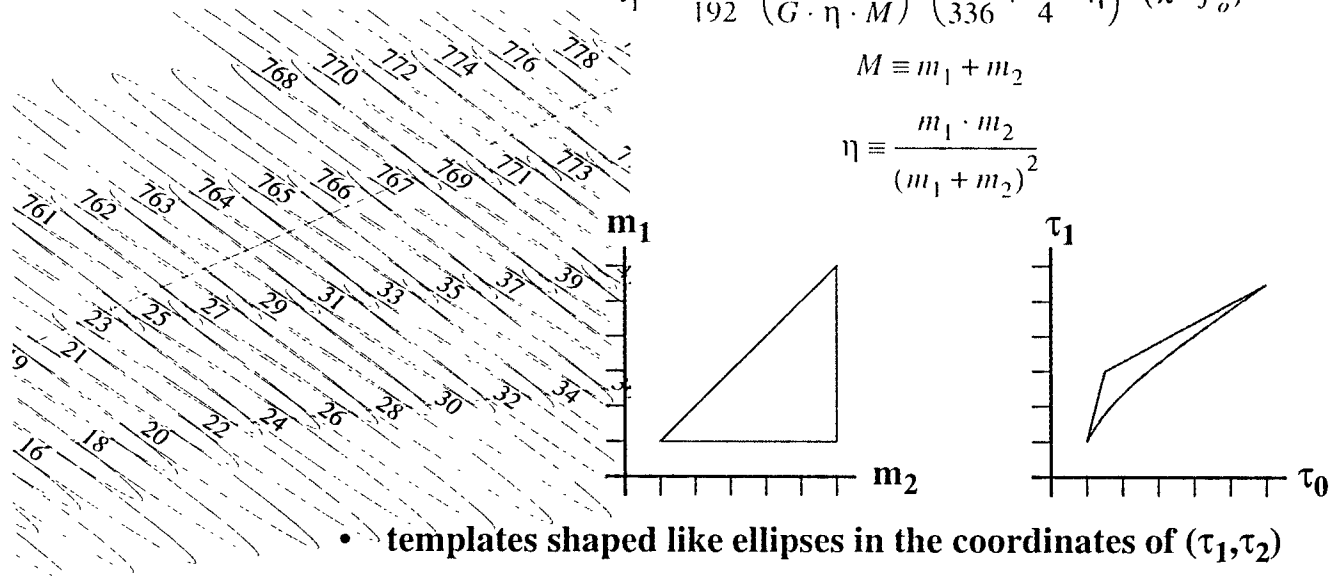 192 (G · η · M) (336 4 η)
M ≡ m₁ + m₂
η ≡ m₁ · m₂ / (m₁ + m₂)²
768 770 772 774 776 778
761 762 763 764 765 766 767 769 771 773
23 25 27 29 31 33 35 37 39
21
16 18 20 22 24 26 28 30 32 34
m₁
m₂
τ₁
τ₀
• templates shaped like ellipses in the coordinates of (τ₁,τ₂)